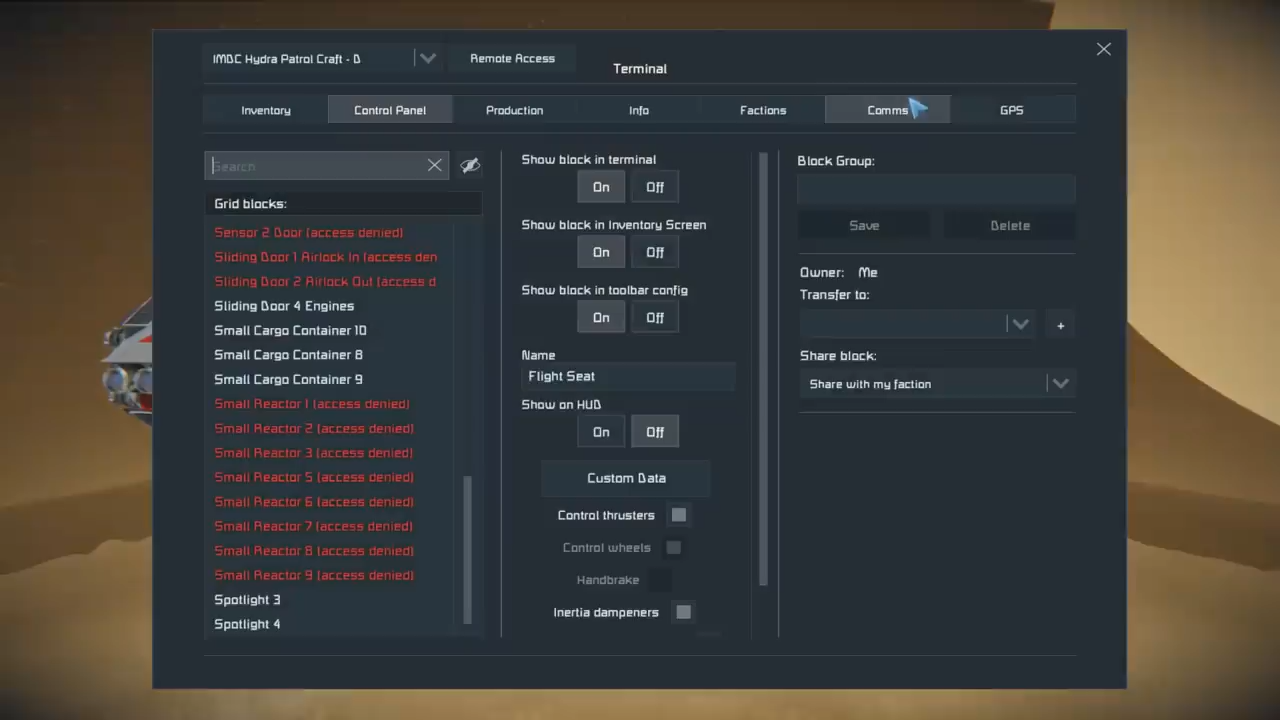 IMDC Hydra Patrol Craft - D
Remote Access
Terminal
Inventory
Control Panel
Production
Info
Factions
Comms
GPS
Search
Grid blocks:
Sensor 2 Door (access denied)
Sliding Door 1 Airlock In (access den
Sliding Door 2 Airlock Out (access d
Sliding Door 4 Engines
Small Cargo Container 10
Small Cargo Container 8
Small Cargo Container 9
Small Reactor 1 (access denied)
Small Reactor 2 (access denied)
Small Reactor 3 (access denied)
Small Reactor 5 (access denied)
Small Reactor 6 (access denied)
Small Reactor 7 (access denied)
Small Reactor 8 (access denied)
Small Reactor 9 (access denied)
Spotlight 3
Spotlight 4
Show block in terminal
On Off
Show block in Inventory Screen
On Off
Show block in toolbar config
On Off
Name
Flight Seat
Show on HUD
On Off
Custom Data
Control thrusters
Control wheels
Handbrake
Inertia dampeners
Block Group:
Save Delete
Owner: Me
Transfer to:
+
Share block:
Share with my faction